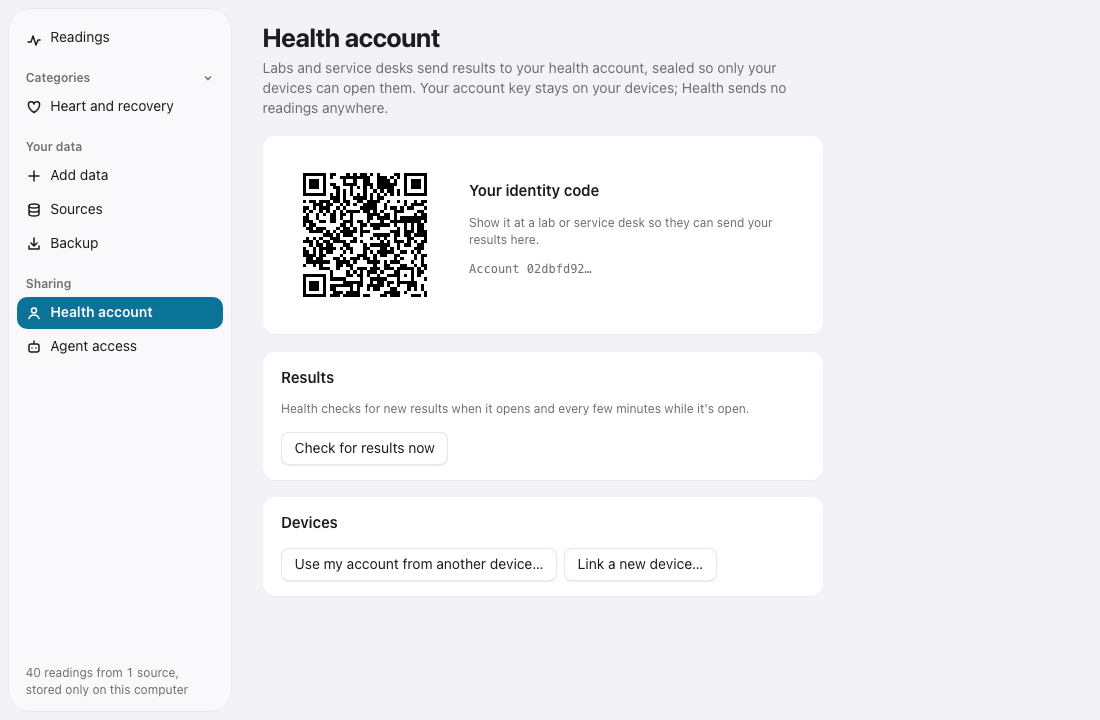 Readings
Categories
Heart and recovery
Your data
Add data
Sources
Backup
Sharing
Health account
Agent access
40 readings from 1 source,
stored only on this computer
Health account
Labs and service desks send results to your health account, sealed so only your
devices can open them. Your account key stays on your devices; Health sends no
readings anywhere.
Your identity code
Show it at a lab or service desk so they can send your
results here.
Account 02dbfd92…
Results
Health checks for new results when it opens and every few minutes while it's open.
Check for results now
Devices
Use my account from another device…
Link a new device…